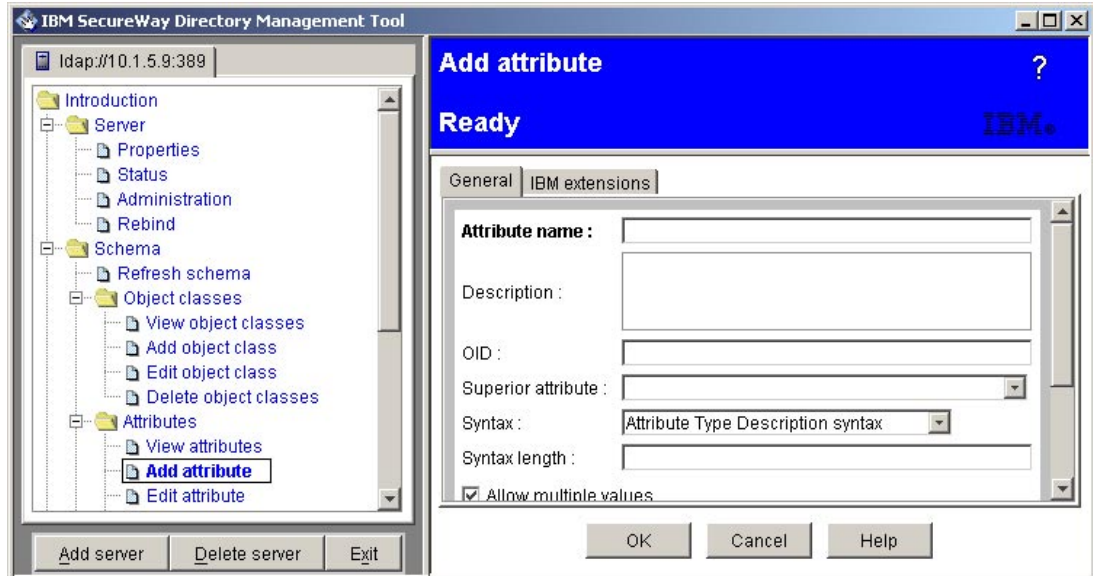 IBM SecureWay Directory Management Tool
ldap://10.1.5.9:389
Introduction
Server
Properties
Status
Administration
Rebind
Schema
Refresh schema
Object classes
View object classes
Add object class
Edit object class
Delete object classes
Attributes
View attributes
Add attribute
Edit attribute
Add server Delete server Exit
Add attribute ?
Ready IBM.
General IBM extensions
Attribute name :
Description :
OID :
Superior attribute :
Syntax : Attribute Type Description syntax
Syntax length :
Allow multiple values
OK Cancel Help